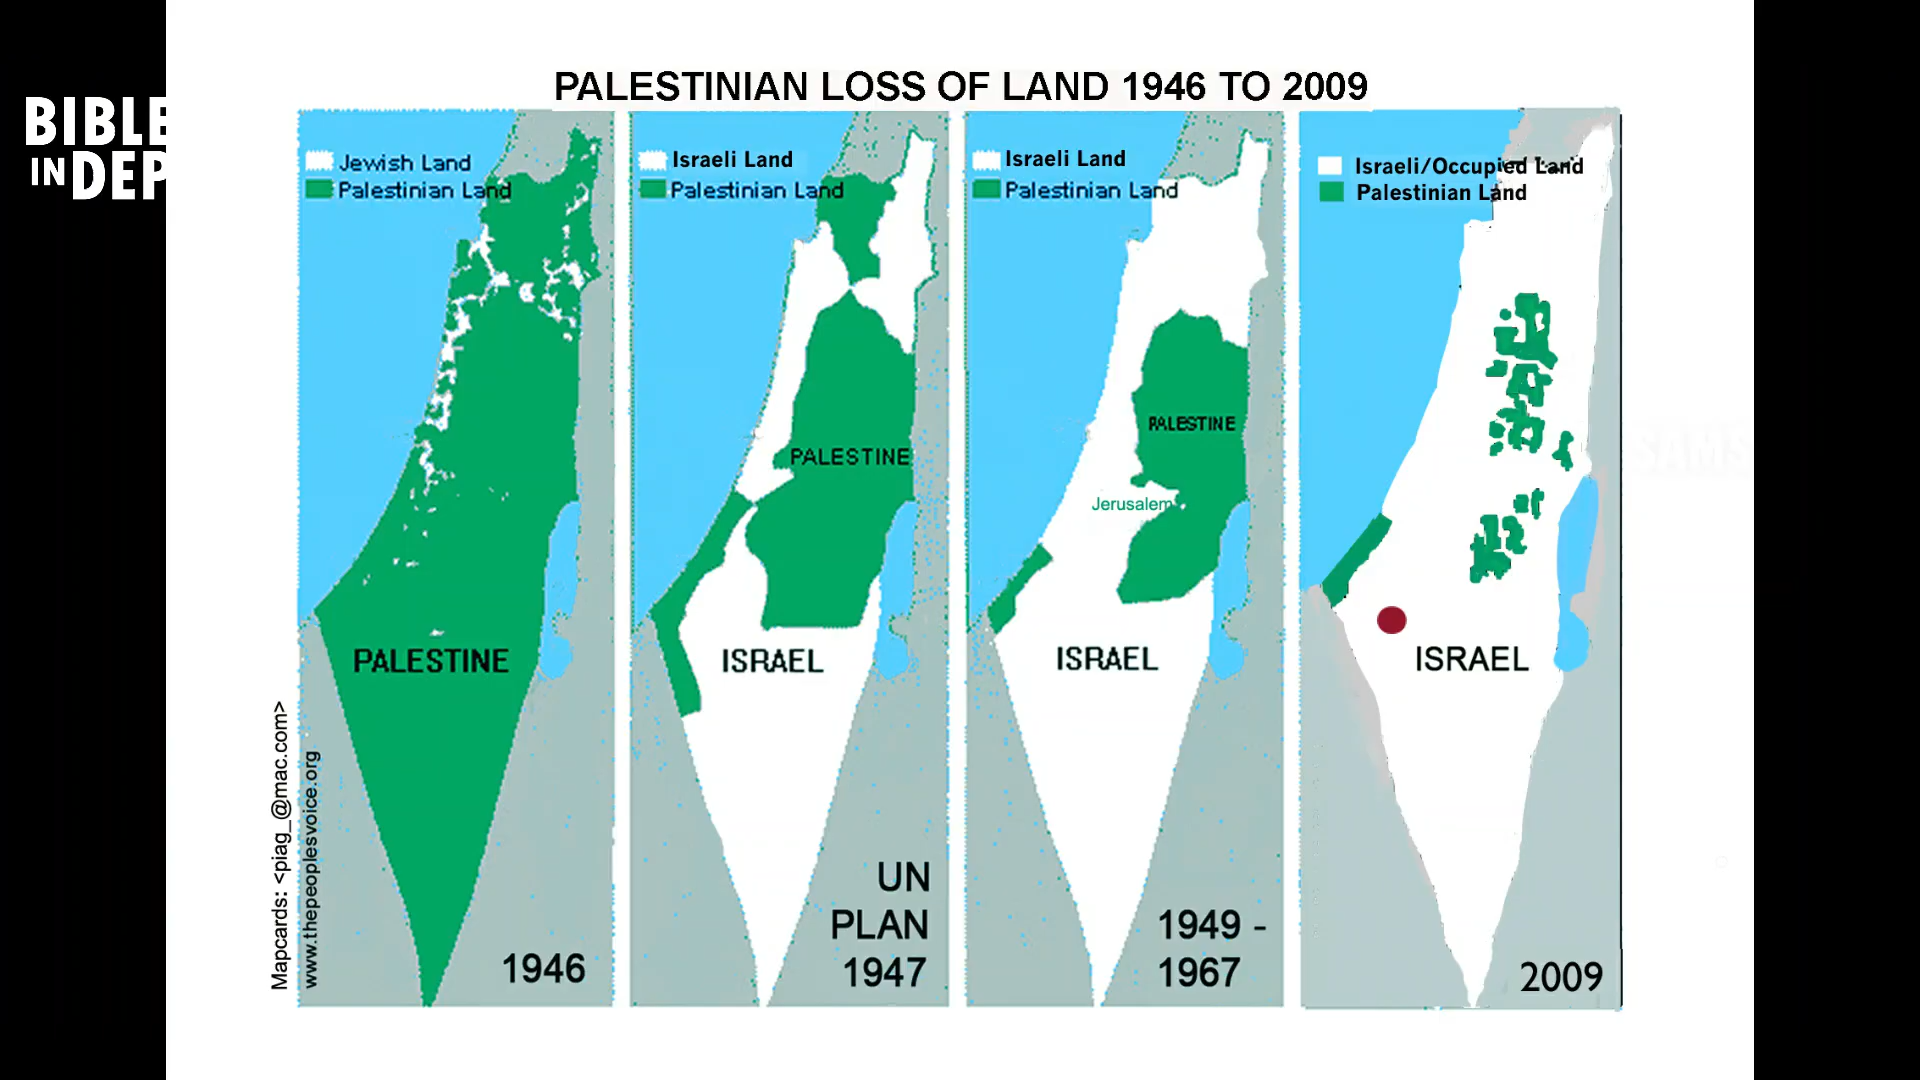 PALESTINIAN LOSS OF LAND 1946 TO 2009
BIBLE
IN DEP
Jewish Land
Palestinian Land
PALESTINE
1946
Mapcards: <piag_@mac.com>
www.thepeoplesvoice.org
Israeli Land
Palestinian Land
PALESTINE
ISRAEL
UN
PLAN
1947
Israeli Land
Palestinian Land
PALESTINE
Jerusalem
ISRAEL
1949 -
1967
Israeli/Occupied Land
Palestinian Land
ISRAEL
2009
SAMS